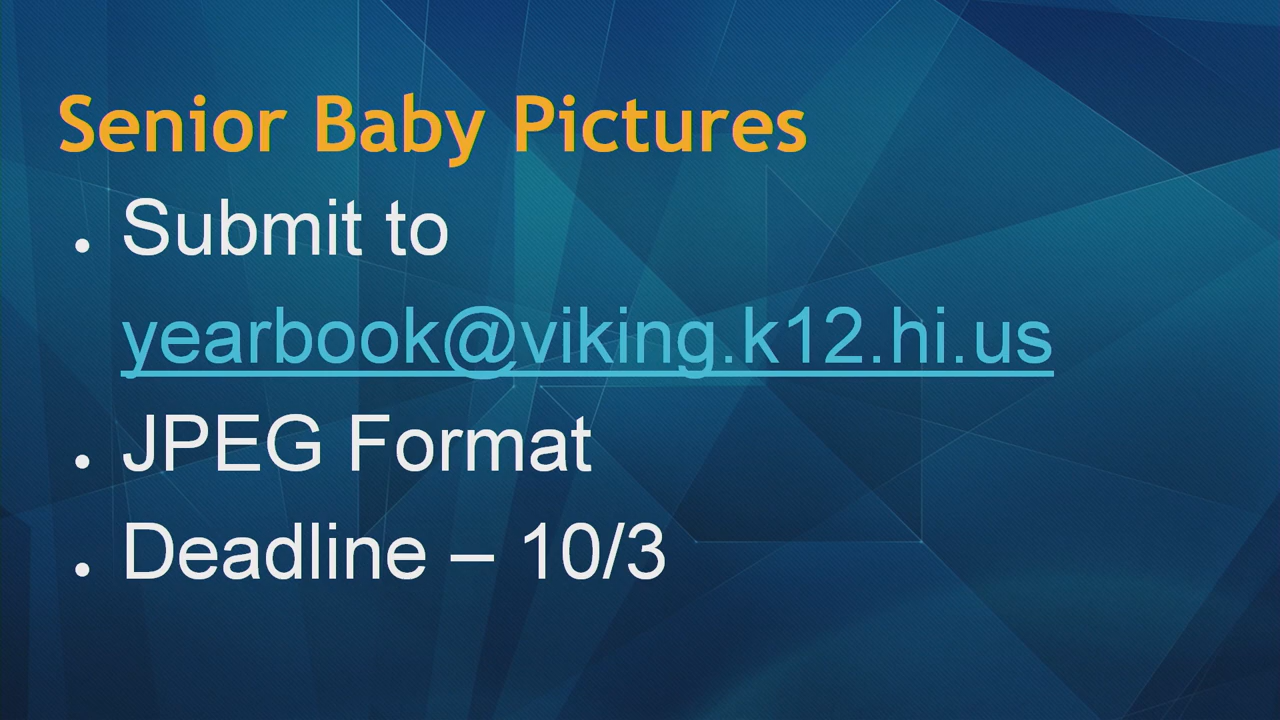 Senior Baby Pictures
• Submit to
yearbook@viking.k12.hi.us
• JPEG Format
• Deadline – 10/3